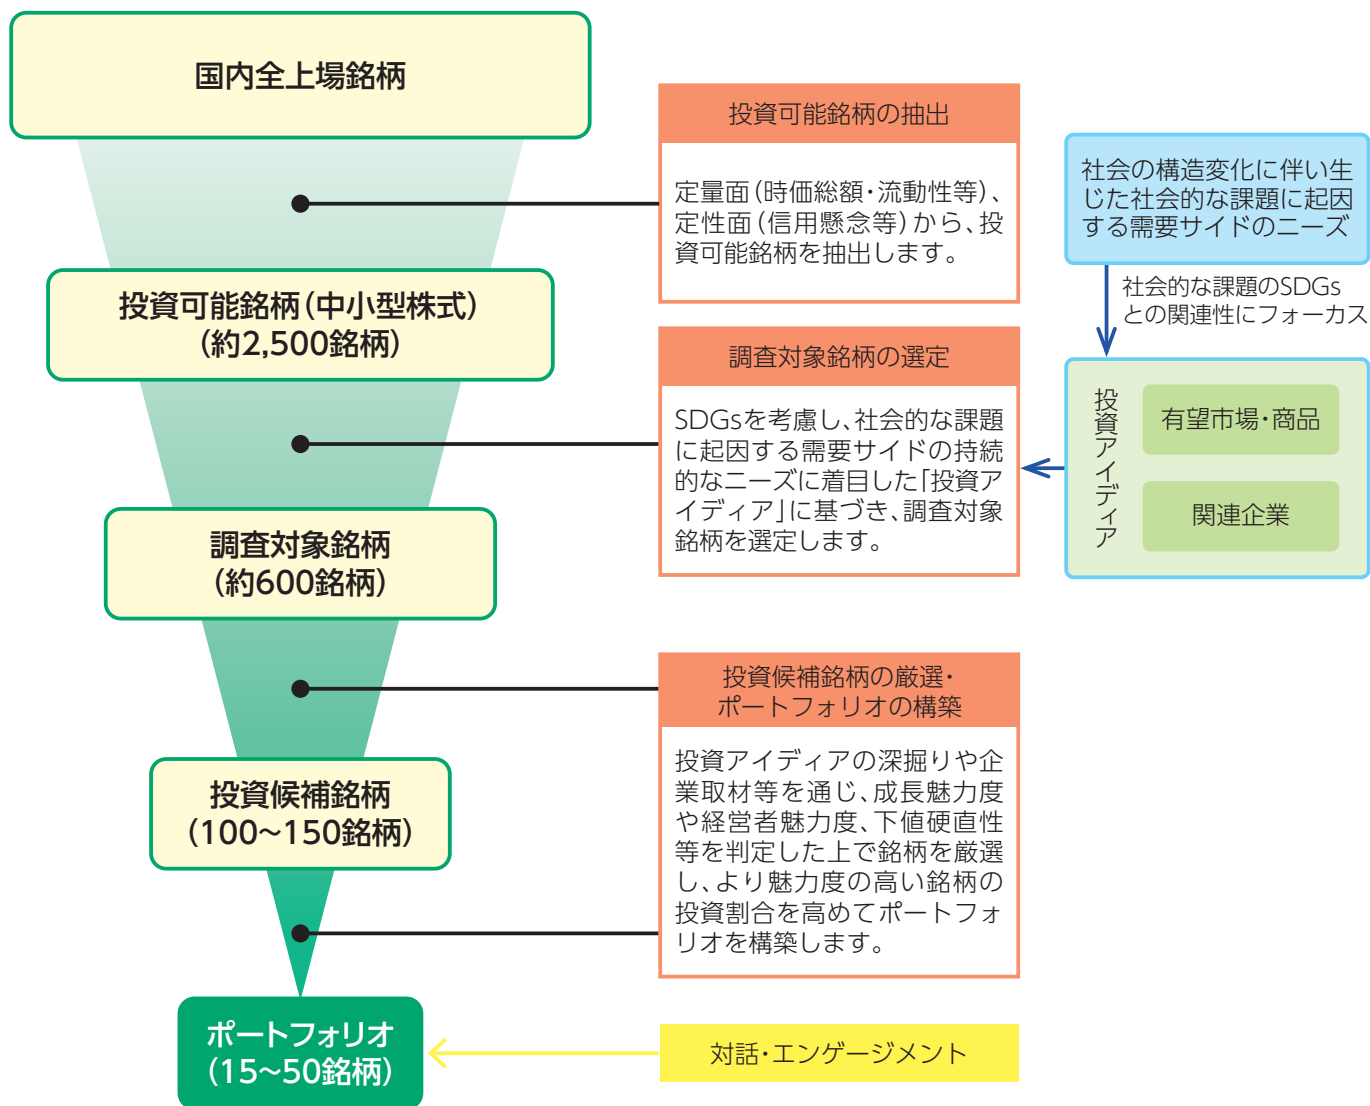 国内全上場銘柄
投資可能銘柄の抽出
定量面(時価総額・流動性等)、
定性面(信用懸念等)から、投
資可能銘柄を抽出します。
社会の構造変化に伴い生
じた社会的な課題に起因
する需要サイドのニーズ
社会的な課題のSDGs
との関連性にフォーカス
投資可能銘柄(中小型株式)
(約2,500銘柄)
調査対象銘柄の選定
SDGsを考慮し、社会的な課題
に起因する需要サイドの持続
的なニーズに着目した「投資ア
イディア」に基づき、調査対象
銘柄を選定します。
投資アイディア
有望市場・商品
関連企業
調査対象銘柄
(約600銘柄)
投資候補銘柄の厳選・
ポートフォリオの構築
投資アイディアの深掘りや企
業取材等を通じ、成長魅力度
や経営者魅力度、下値硬直性
等を判定した上で銘柄を厳選
し、より魅力度の高い銘柄の
投資割合を高めてポートフォ
リオを構築します。
投資候補銘柄
(100～150銘柄)
ポートフォリオ
(15～50銘柄)
対話・エンゲージメント